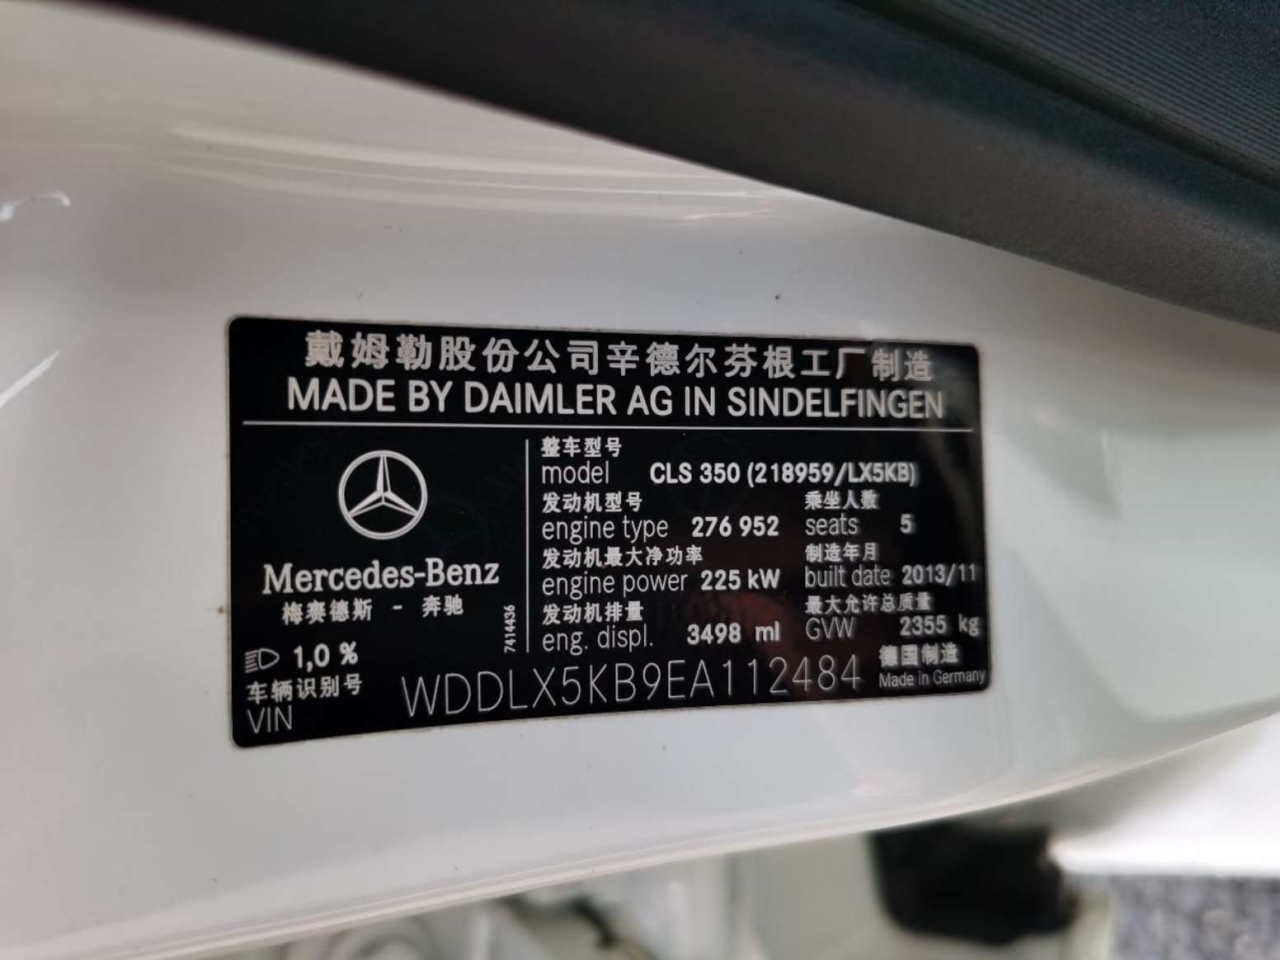 戴姆勒股份公司辛德尔芬根工厂制造
MADE BY DAIMLER AG IN SINDELFINGEN
Mercedes-Benz
梅赛德斯 - 奔驰
1,0 %
车辆识别号
VIN
7414436
整车型号
model CLS 350 (218959/LX5KB)
发动机型号 乘坐人数
engine type 276 952 seats 5
发动机最大净功率 制造年月
engine power 225 kW built date 2013/11
发动机排量 最大允许总质量
eng. displ. 3498 ml GVW 2355 kg
WDDLX5KB9EA112484
德国制造
Made in Germany